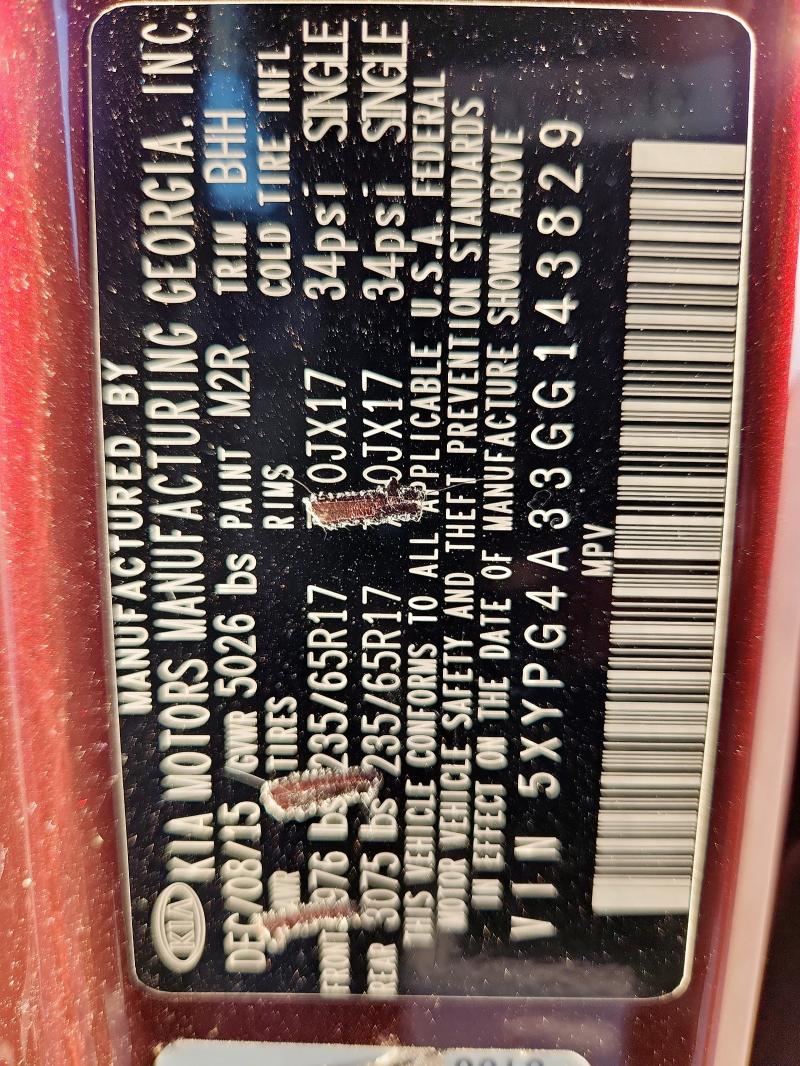 MANUFACTURED BY
KIA KIA MOTORS MANUFACTURING GEORGIA. INC.
DEC/08/15 GVWR 5026 lbs PAINT M2R TRIM BHH
TIRES RIMS COLD TIRE INFL
FRONT 976 lbs 235/65R17 0JX17 34psi SINGLE
REAR 3075 lbs 235/65R17 0JX17 34psi SINGLE
THIS VEHICLE CONFORMS TO ALL APPLICABLE U.S.A. FEDERAL
MOTOR VEHICLE SAFETY AND THEFT PREVENTION STANDARDS
IN EFFECT ON THE DATE OF MANUFACTURE SHOWN ABOVE
VIN 5XYPG4A33GG143829
MPV